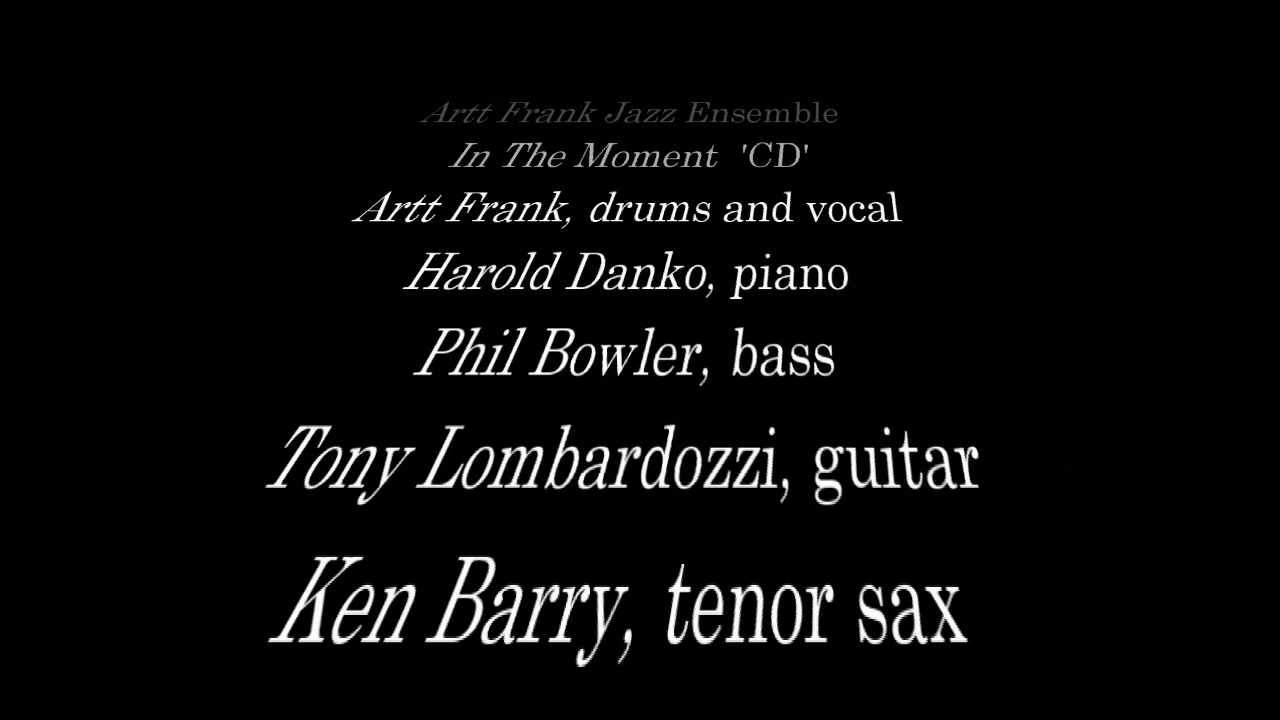 Artt Frank Jazz Ensemble
In The Moment 'CD'
Artt Frank, drums and vocal
Harold Danko, piano
Phil Bowler, bass
Tony Lombardozzi, guitar
Ken Barry, tenor sax